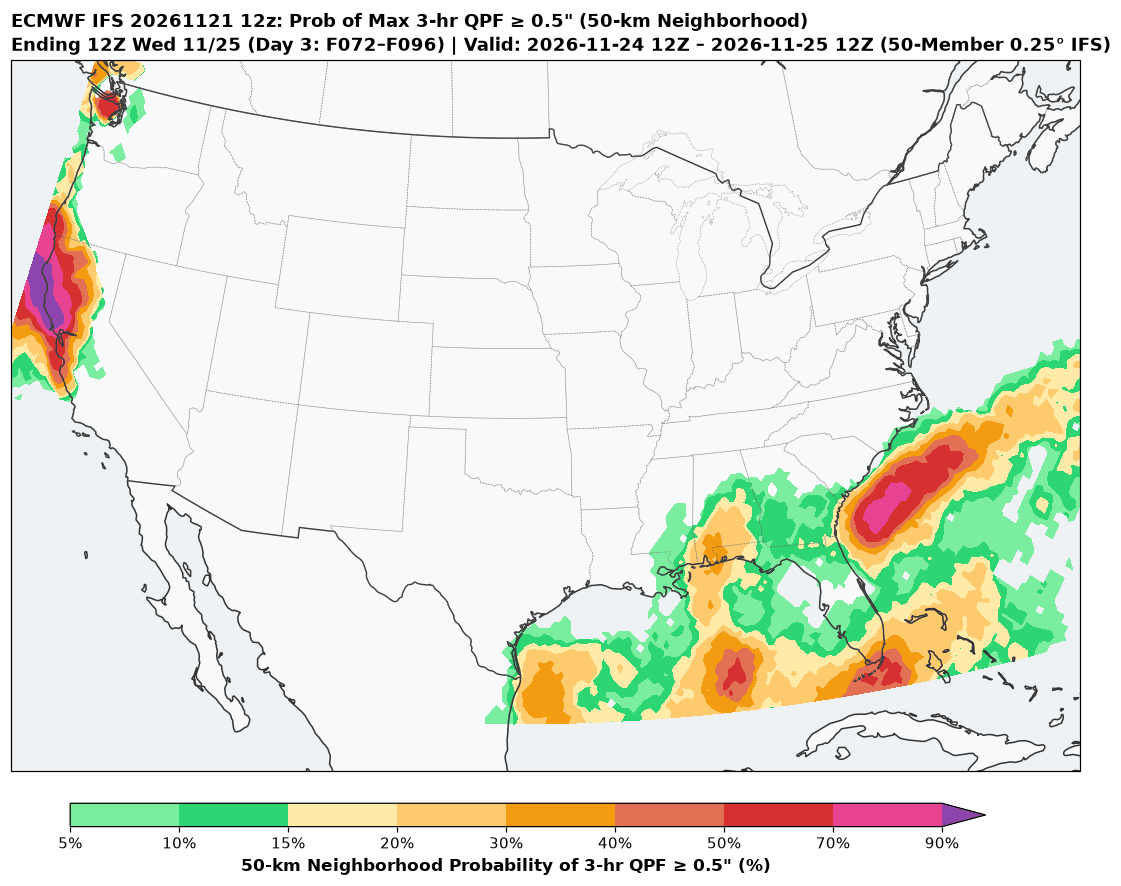 ECMWF IFS 20261121 12z: Prob of Max 3-hr QPF ≥ 0.5" (50-km Neighborhood)
Ending 12Z Wed 11/25 (Day 3: F072–F096) | Valid: 2026-11-24 12Z – 2026-11-25 12Z (50-Member 0.25° IFS)
5% 10% 15% 20% 30% 40% 50% 70% 90%
50-km Neighborhood Probability of 3-hr QPF ≥ 0.5" (%)